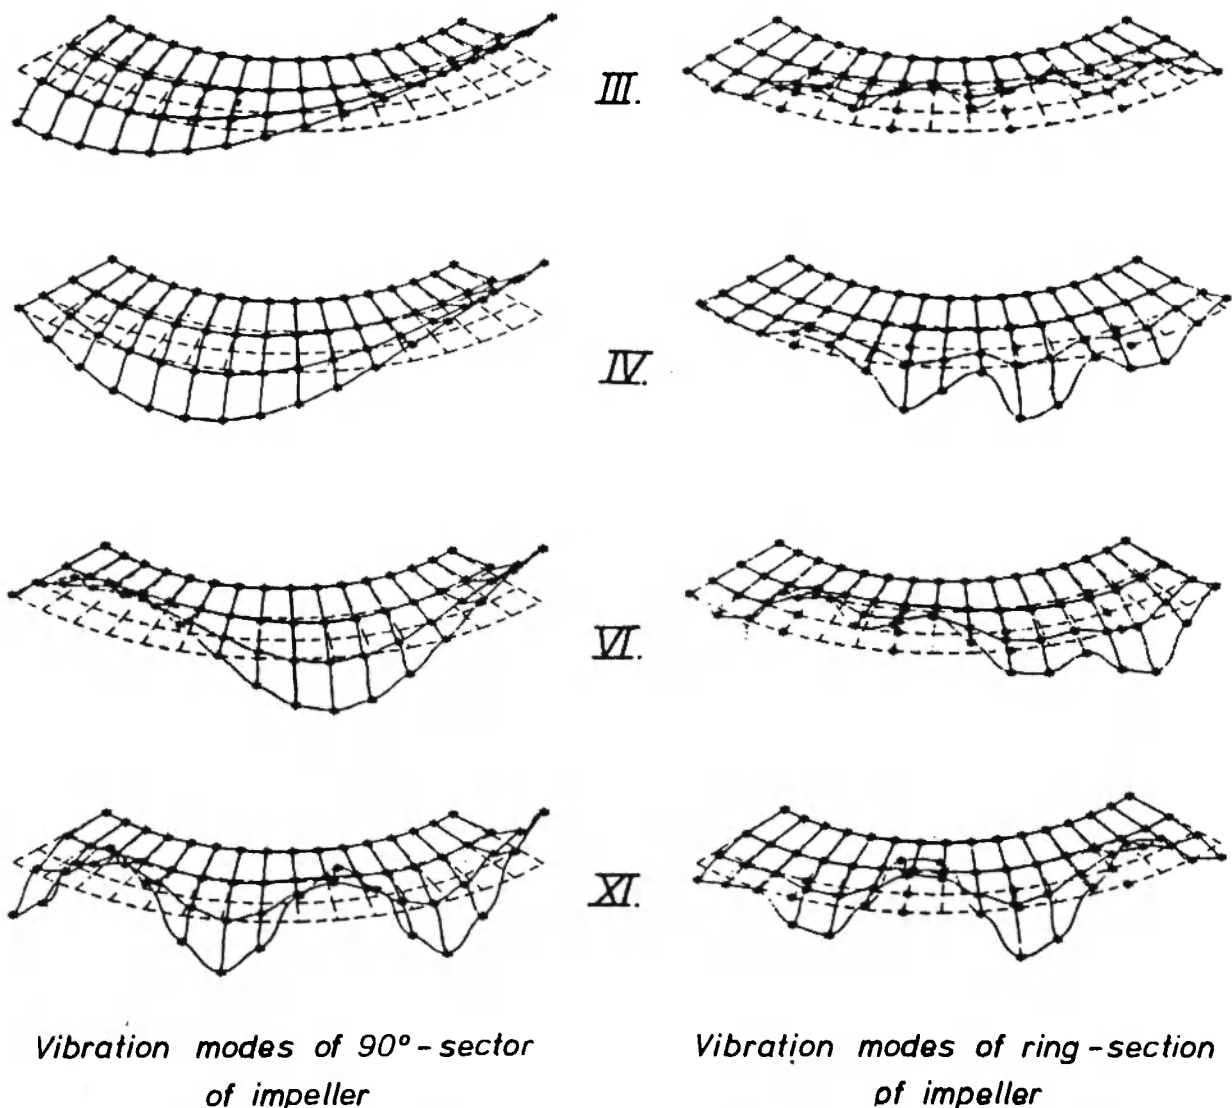 III.
IV.
VI.
XI.
Vibration modes of 90° - sector
of impeller
Vibration modes of ring - section
of impeller